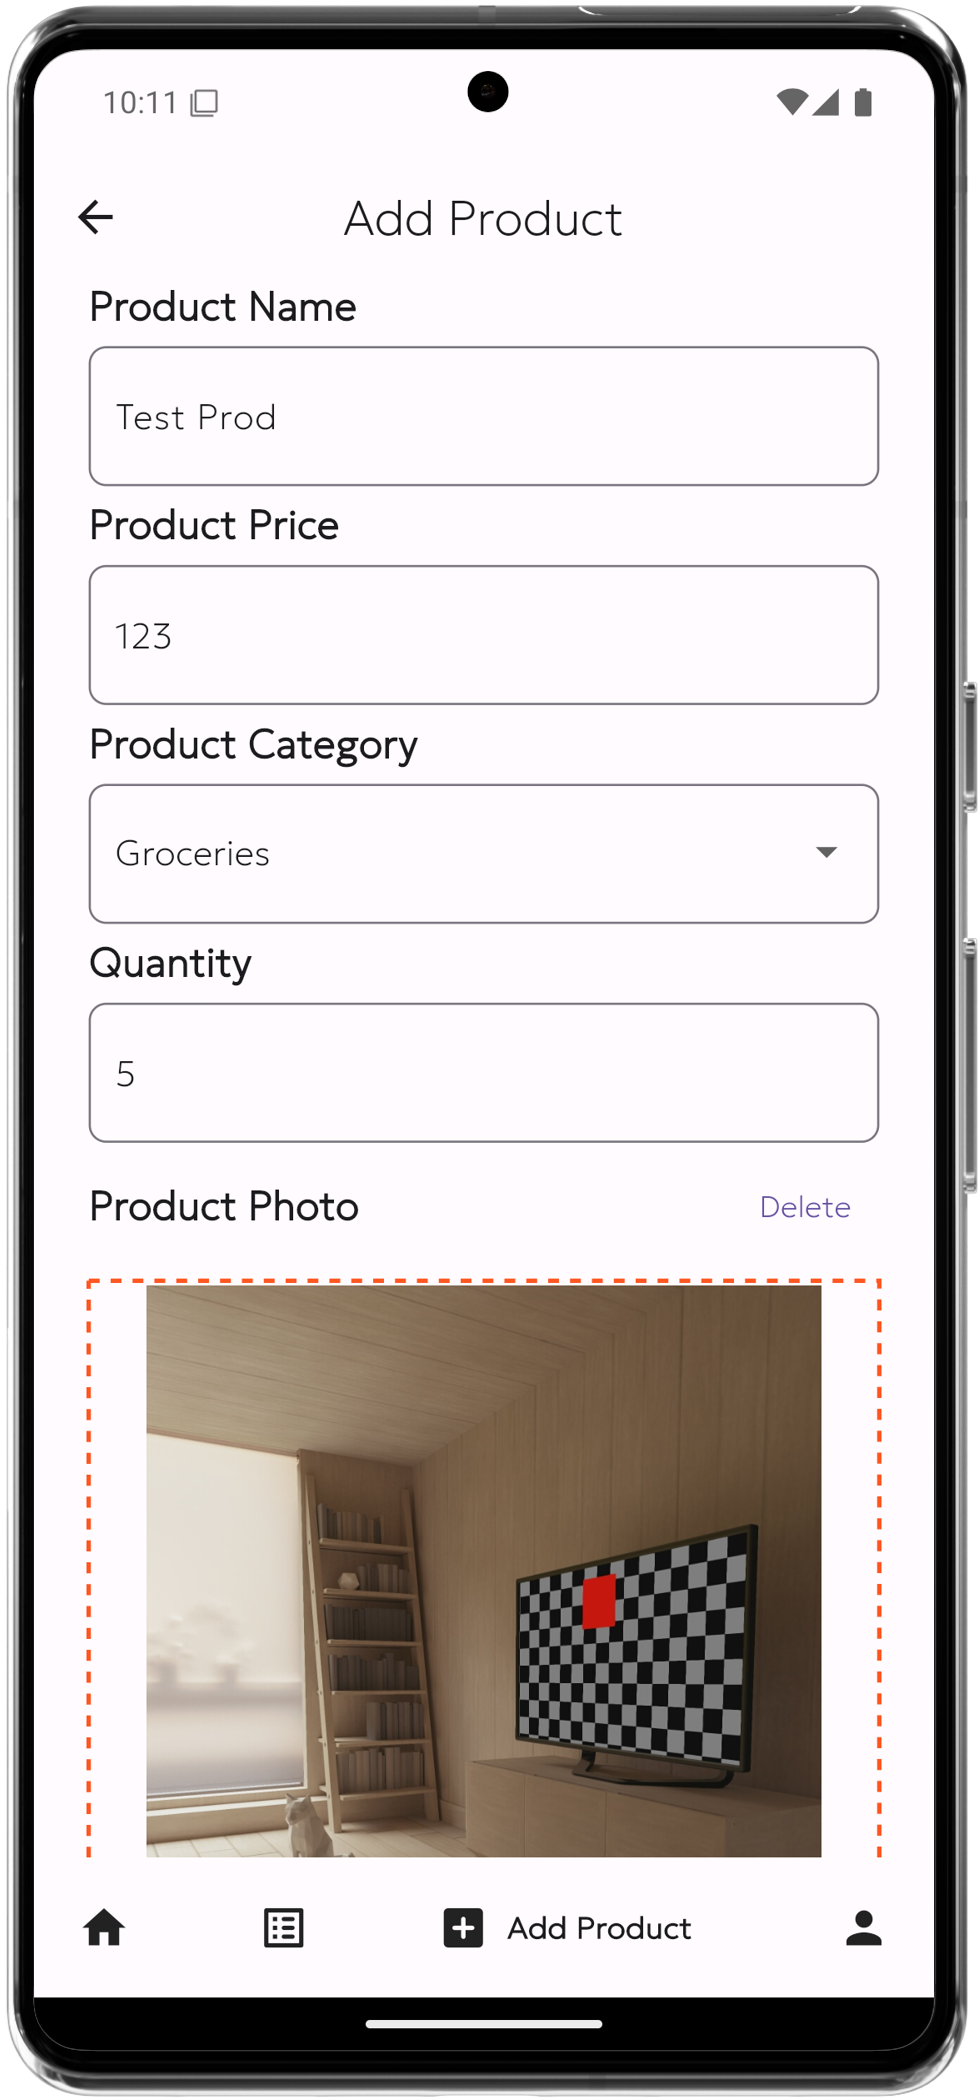 10:11
Add Product
Product Name
Test Prod
Product Price
123
Product Category
Groceries
Quantity
5
Product Photo
Delete
Add Product